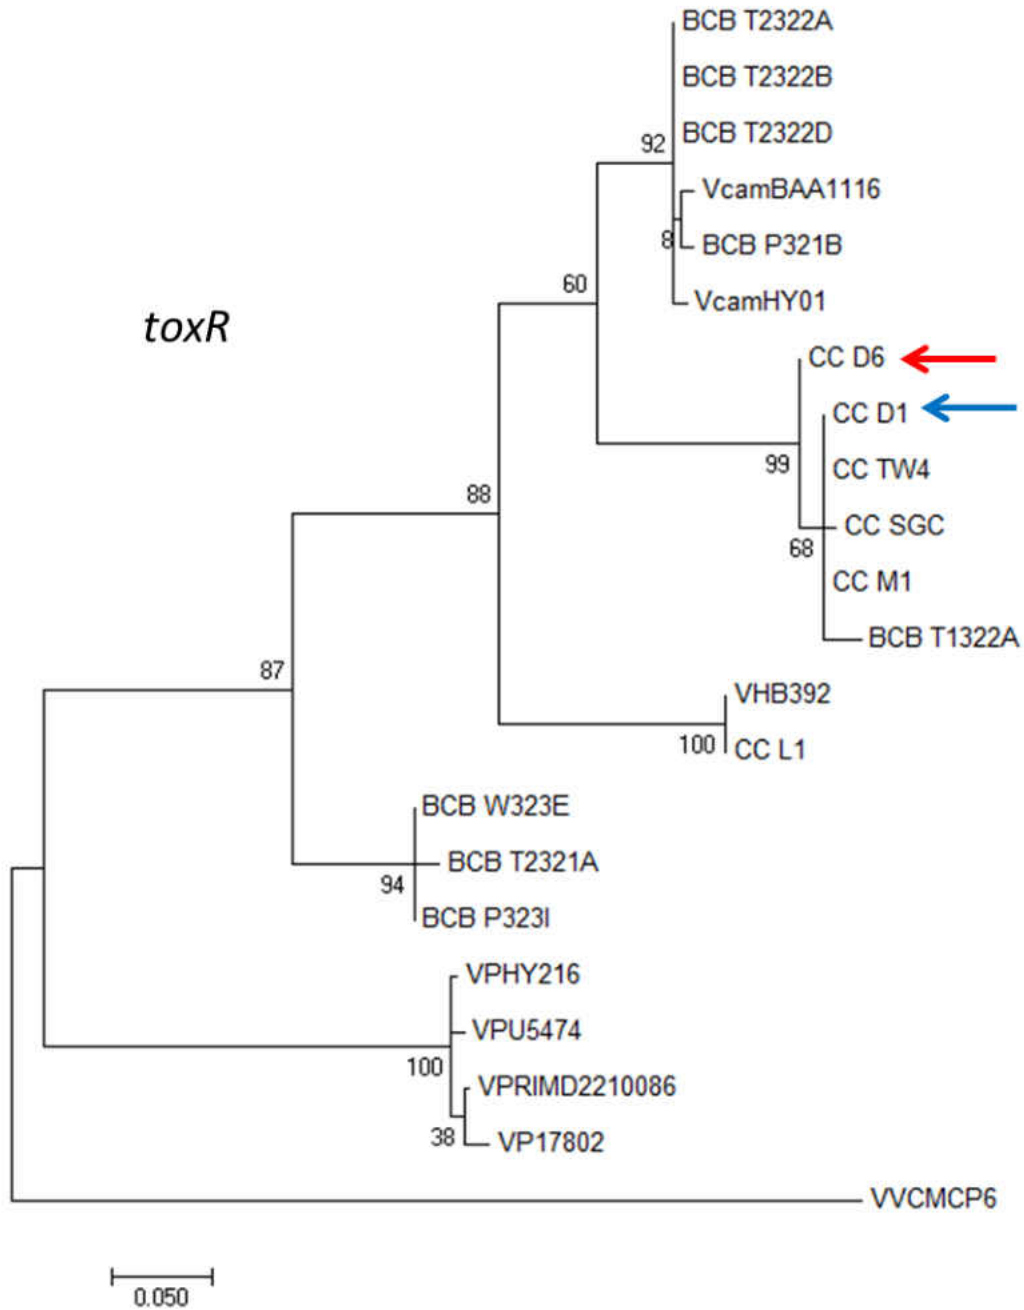 BCB T2322A
BCB T2322B
BCB T2322D
92
VcamBAA1116
8
BCB P321B
60
VcamHY01
toxR
CC D6
CC D1
99
CC TW4
88
CC SGC
68
CC M1
BCB T1322A
87
VHB392
100
CC L1
BCB W323E
BCB T2321A
94
BCB P323I
VPHY216
VPU5474
100
VPRIMD2210086
38
VP17802
VVCMCP6
0.050